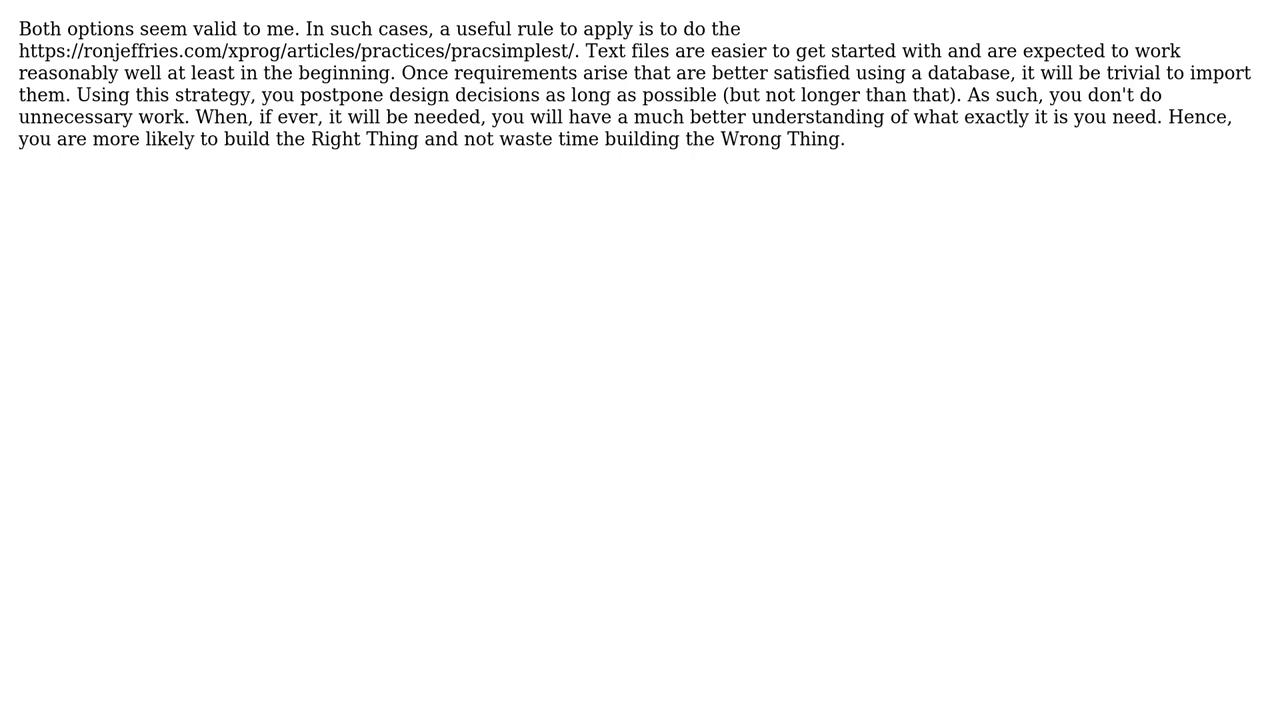 Both options seem valid to me. In such cases, a useful rule to apply is to do the
https://ronjeffries.com/xprog/articles/practices/pracsimplest/. Text files are easier to get started with and are expected to work
reasonably well at least in the beginning. Once requirements arise that are better satisfied using a database, it will be trivial to import
them. Using this strategy, you postpone design decisions as long as possible (but not longer than that). As such, you don't do
unnecessary work. When, if ever, it will be needed, you will have a much better understanding of what exactly it is you need. Hence,
you are more likely to build the Right Thing and not waste time building the Wrong Thing.